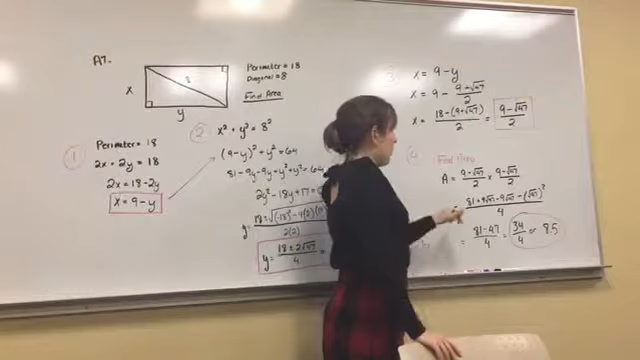 A7.
8
x
y
Perimeter = 18
Diagonal = 8
Find Area
① Perimeter = 18
2x + 2y = 18
2x = 18 - 2y
x = 9 - y
② x² + y² = 8²
(9 - y)² + y² = 64
81 - 9y - 9y + y² + y² = 64
2y² - 18y + 17 = 0
y = 18 ± √(-18)² - 4(2)(17)
2(2)
y = 18 ± 2√47
4
3. x = 9 - y
x = 9 - 9 + √47
2
x = 18 - (9 + √47)
2
= 9 - √47
2
4. Find Area
A = 9 + √47
2
x 9 - √47
2
81 + 9√47 - 9√47 - (√47)²
4
= 81 - 47
4
= 34
4
or 8.5